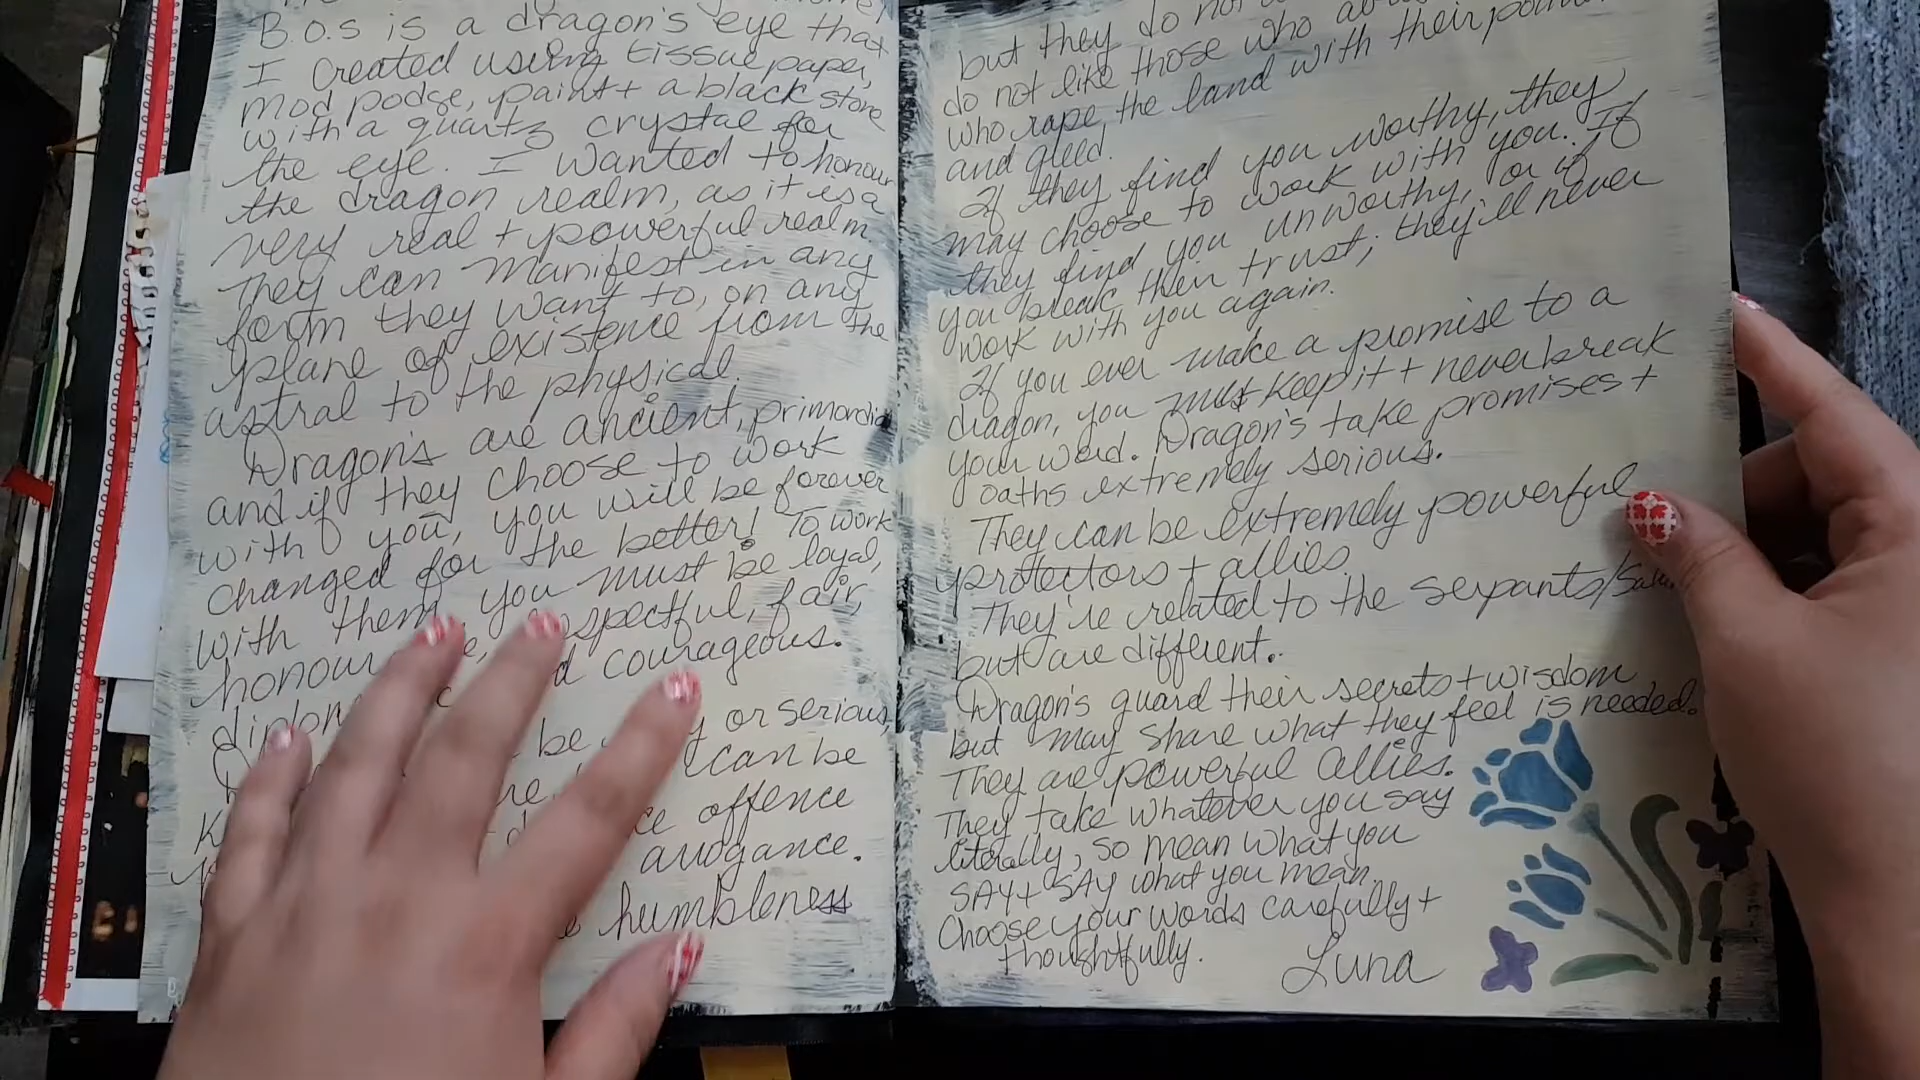 B.O.S is a dragon's eye that
I created using tissue paper,
mod podge, paint + a black stone
with a quartz crystal for
the eye. I wanted to honour
the dragon realm, as it is a
very real + powerful realm.
They can manifest in any
form they want to, on any
plane of existence from the
astral to the physical.
Dragon's are ancient, primordial
and if they choose to work
with you, you will be forever
changed for the better! To work
with them, you must be loyal,
honour respectful, fair,
diplom d courageous.
be or serious,
can be
offence
arrogance.
humbleness
but they do not
do not like those who
who rape the land with their
and gleed.
If they find you worthy, they
may choose to work with you. If
they find you unworthy, or if
you break their trust; they'll never
work with you again.
If you ever make a promise to a
dragon, you must keep it + never break
your word. Dragon's take promises +
oaths extremely serious.
They can be extremely powerful
protectors + allies.
They're related to the serpants/
but are different.
Dragon's guard their secrets + wisdom
but may share what they feel is needed.
They are powerful allies.
They take whatever you say
literally, so mean what you
SAY + SAY what you mean.
Choose your words carefully +
thoughtfully.
Luna